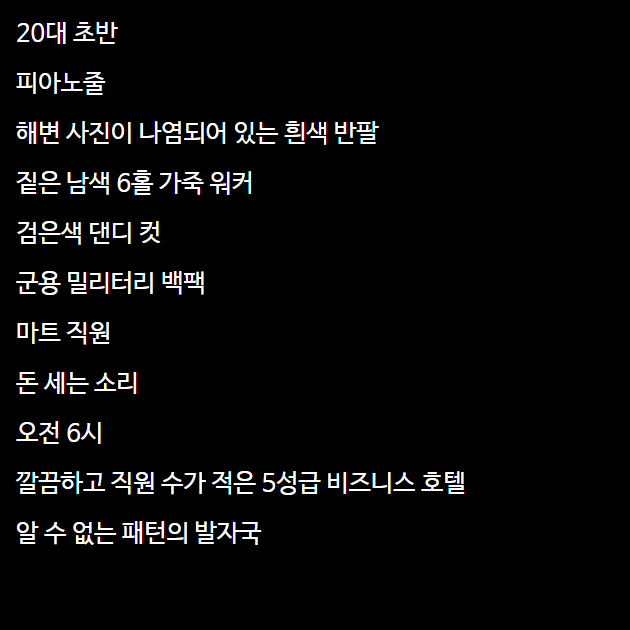 20대 초반
피아노줄
해변 사진이 나염되어 있는 흰색 반팔
짙은 남색 6홀 가죽 워커
검은색 댄디 컷
군용 밀리터리 백팩
마트 직원
돈 세는 소리
오전 6시
깔끔하고 직원 수가 적은 5성급 비즈니스 호텔
알 수 없는 패턴의 발자국